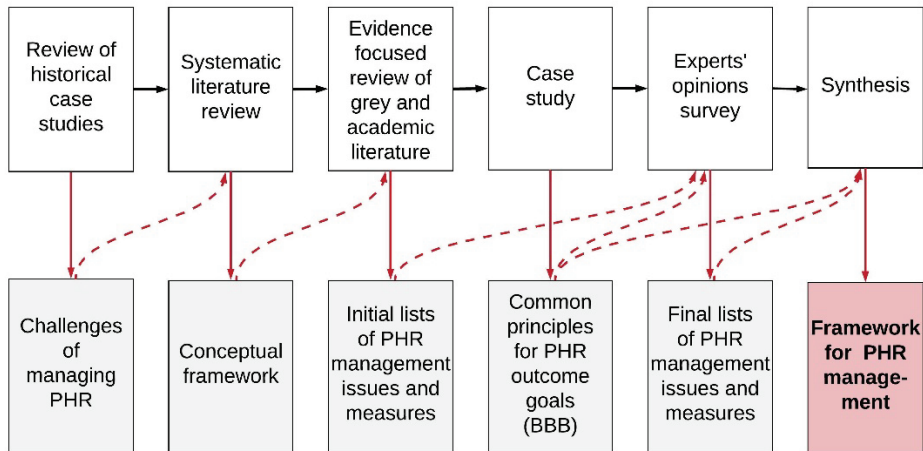 Review of
historical
case
studies
Systematic
literature
review
Evidence
focused
review of
grey and
academic
literature
Case
study
Experts'
opinions
survey
Synthesis
Challenges
of
managing
PHR
Conceptual
framework
Initial lists
of PHR
management
issues and
measures
Common
principles
for PHR
outcome
goals
(BBB)
Final lists
of PHR
management
issues and
measures
Framework
for PHR
manage-
ment